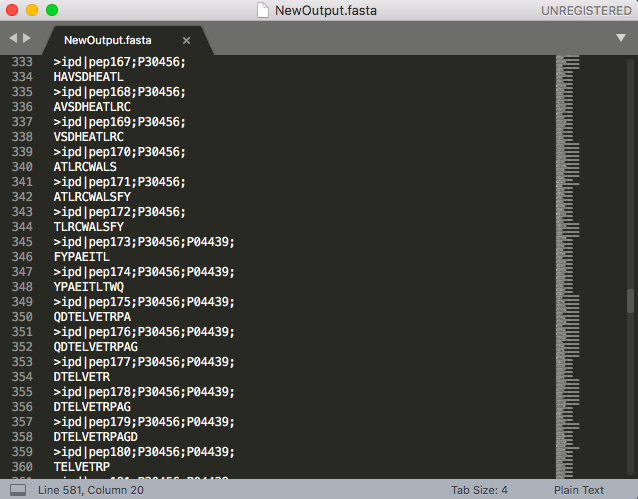 NewOutput.fasta
UNREGISTERED
NewOutput.fasta ×
333 >ipd|pep167;P30456;
334 HAVSDHEATL
335 >ipd|pep168;P30456;
336 AVSDHEATLRC
337 >ipd|pep169;P30456;
338 VSDHEATLRC
339 >ipd|pep170;P30456;
340 ATLRCWALS
341 >ipd|pep171;P30456;
342 ATLRCWALSFY
343 >ipd|pep172;P30456;
344 TLRCWALSFY
345 >ipd|pep173;P30456;P04439;
346 FYPAEITL
347 >ipd|pep174;P30456;P04439;
348 YPAEITLTWQ
349 >ipd|pep175;P30456;P04439;
350 QDTELVETRPA
351 >ipd|pep176;P30456;P04439;
352 QDTELVETRPAG
353 >ipd|pep177;P30456;P04439;
354 DTELVETR
355 >ipd|pep178;P30456;P04439;
356 DTELVETRPAG
357 >ipd|pep179;P30456;P04439;
358 DTELVETRPAGD
359 >ipd|pep180;P30456;P04439;
360 TELVETRP
361 >ipd|pep181;P30456;P04439
Line 581, Column 20
Tab Size: 4
Plain Text